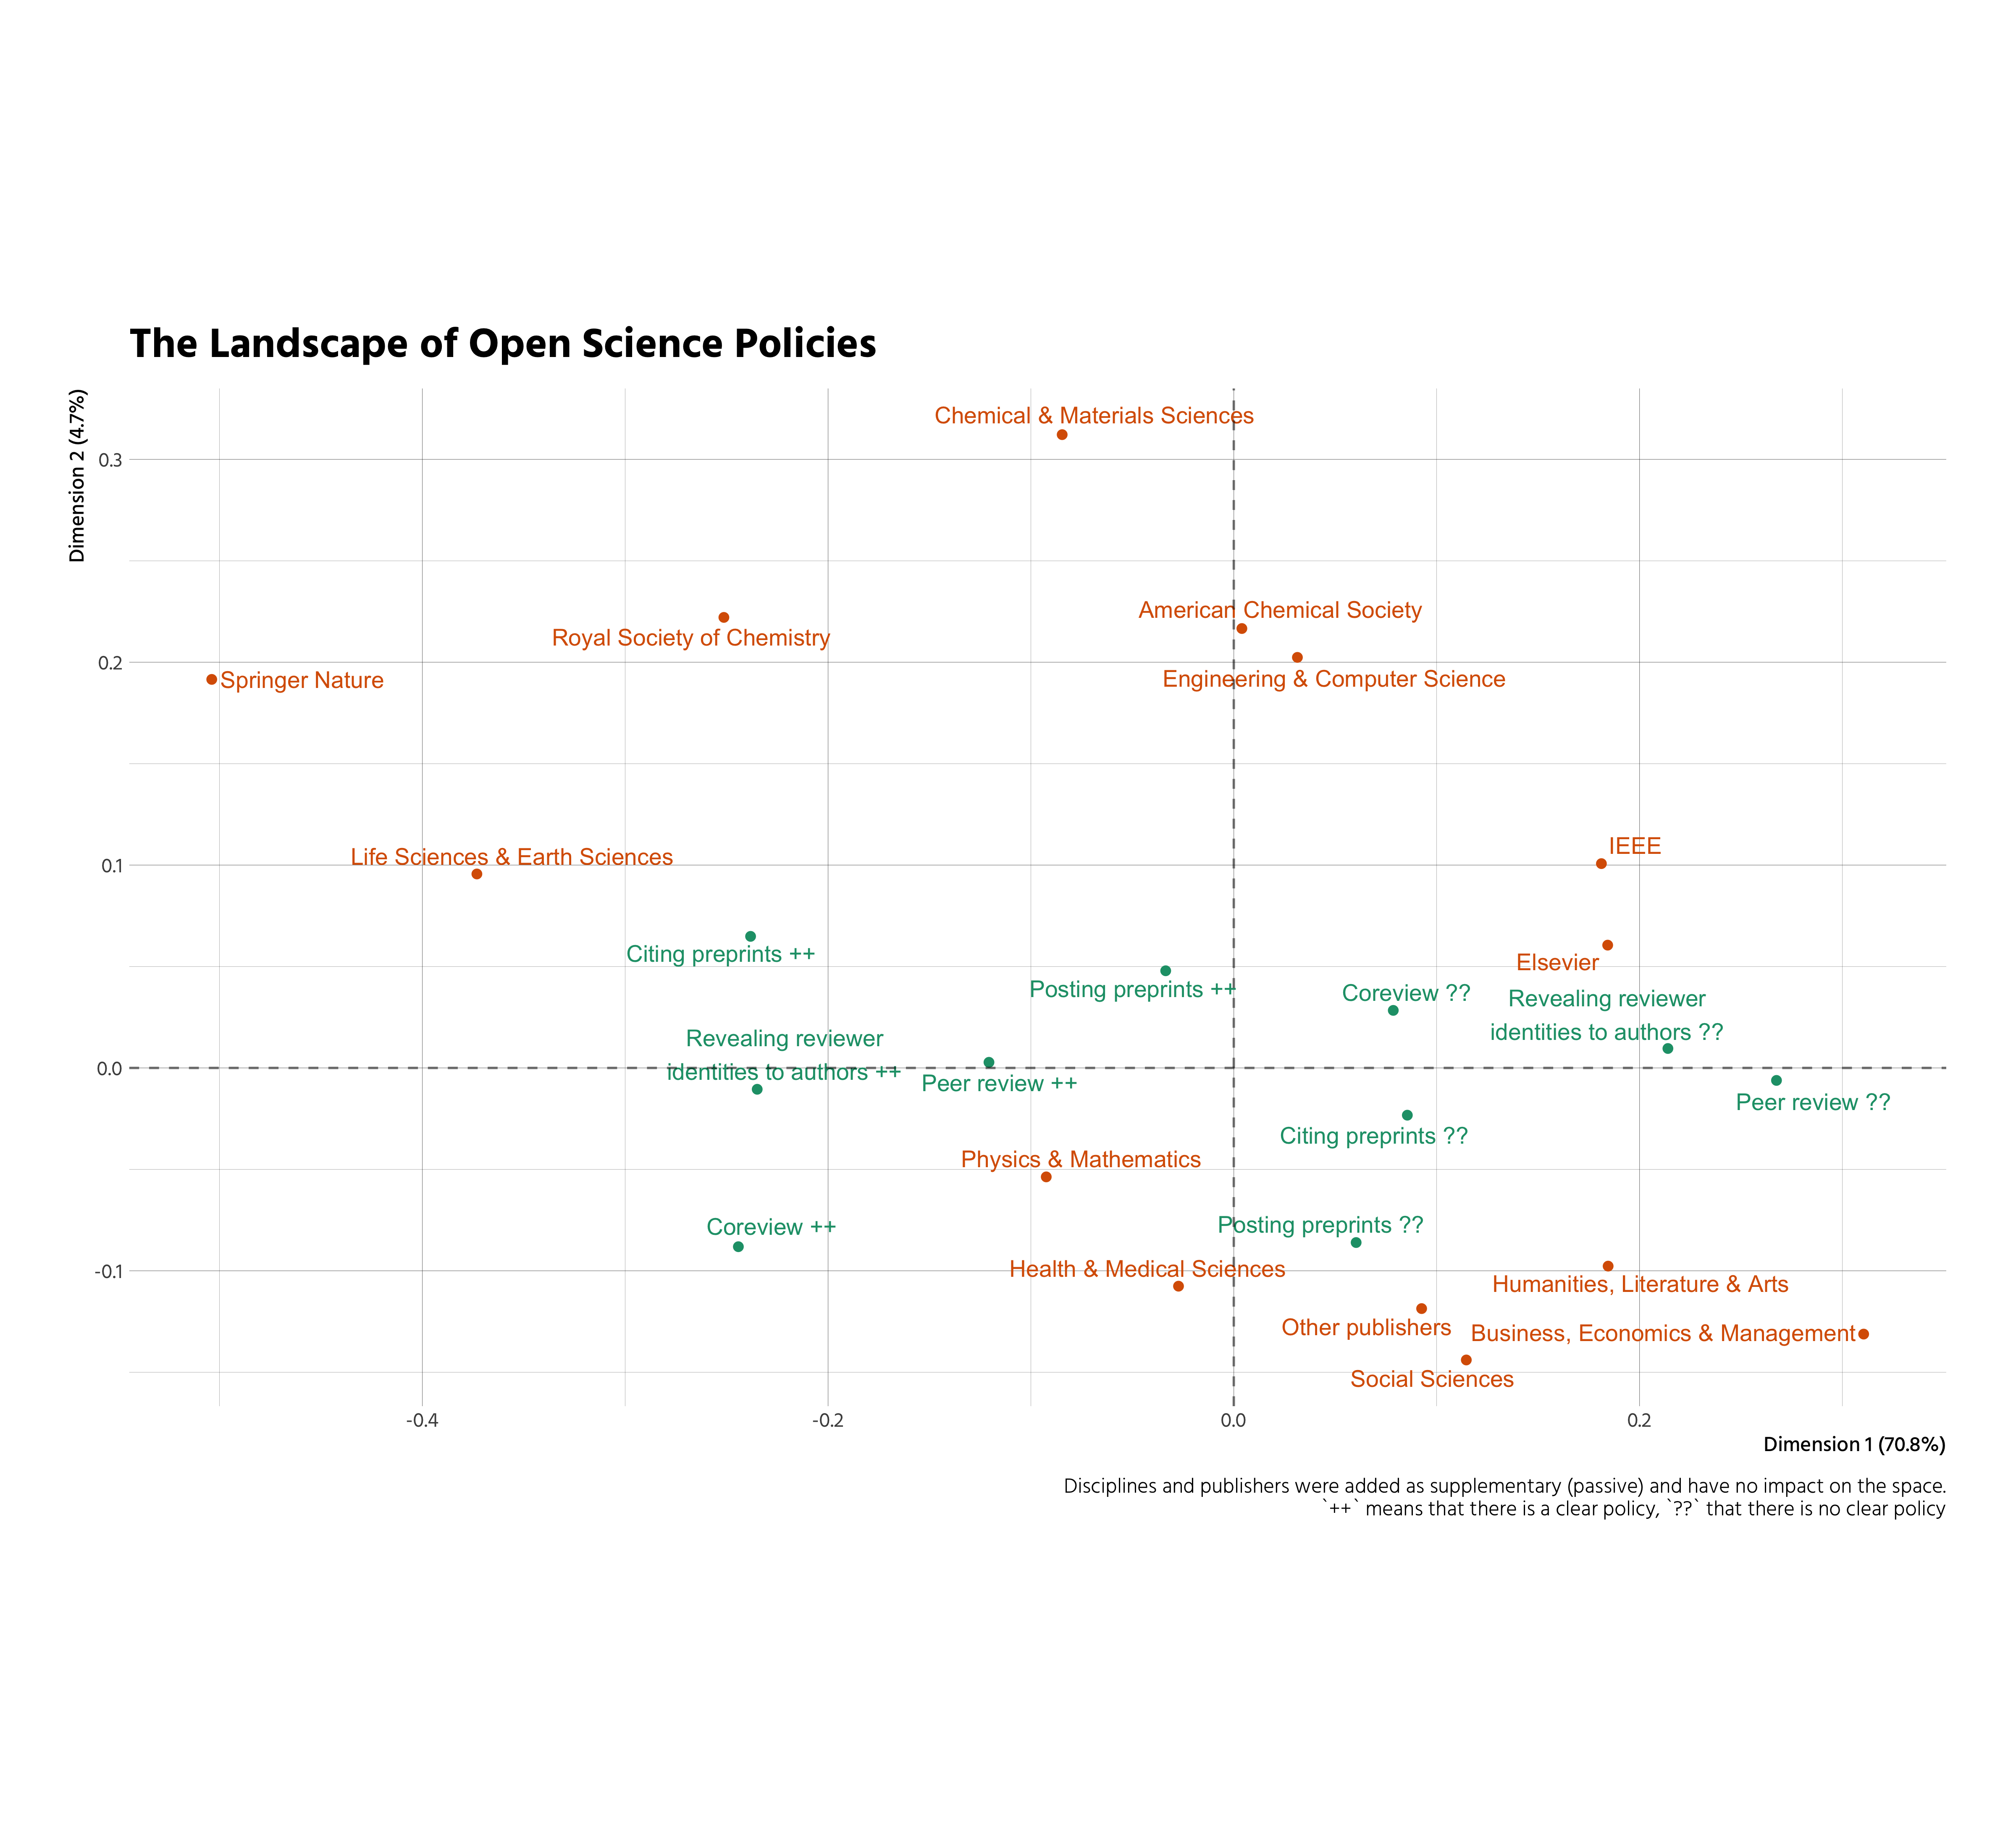 The Landscape of Open Science Policies
Dimension 2 (4.7%)
Chemical & Materials Sciences
0.3
American Chemical Society
Royal Society of Chemistry
0.2
Springer Nature
Engineering & Computer Science
IEEE
Life Sciences & Earth Sciences
0.1
Citing preprints ++
Elsevier
Posting preprints ++
Coreview ??
Revealing reviewer
identities to authors ??
Revealing reviewer
identities to authors ++
0.0
Peer review ++
Peer review ??
Citing preprints ??
Physics & Mathematics
Coreview ++
Posting preprints ??
-0.1
Health & Medical Sciences
Humanities, Literature & Arts
Other publishers
Business, Economics & Management
Social Sciences
-0.4
-0.2
0.0
0.2
Dimension 1 (70.8%)
Disciplines and publishers were added as supplementary (passive) and have no impact on the space.
`++` means that there is a clear policy, `??` that there is no clear policy